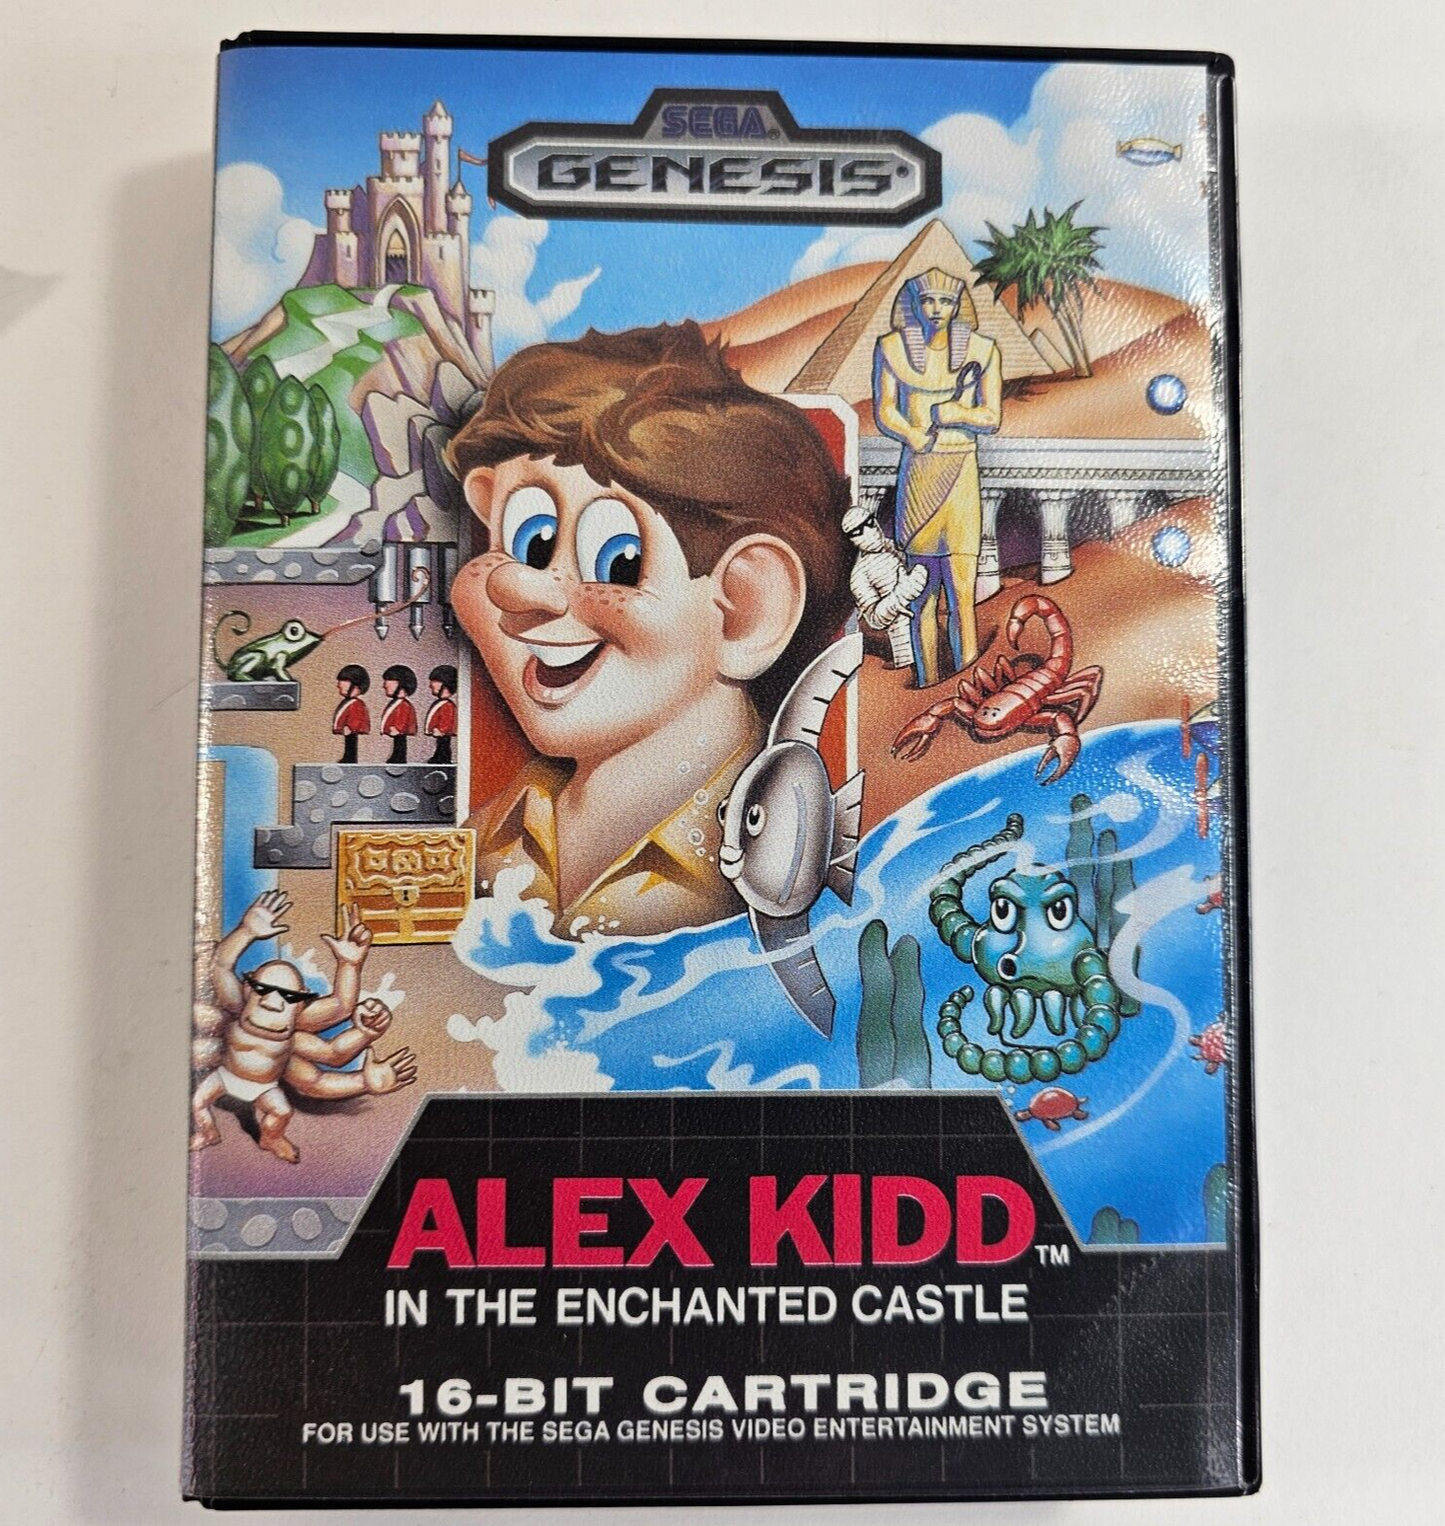 SEGA®
GENESIS
ALEX KIDD™
IN THE ENCHANTED CASTLE
16-BIT CARTRIDGE
FOR USE WITH THE SEGA GENESIS VIDEO ENTERTAINMENT SYSTEM